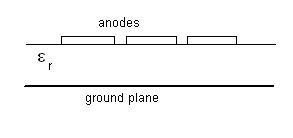 anodes
εr
ground plane